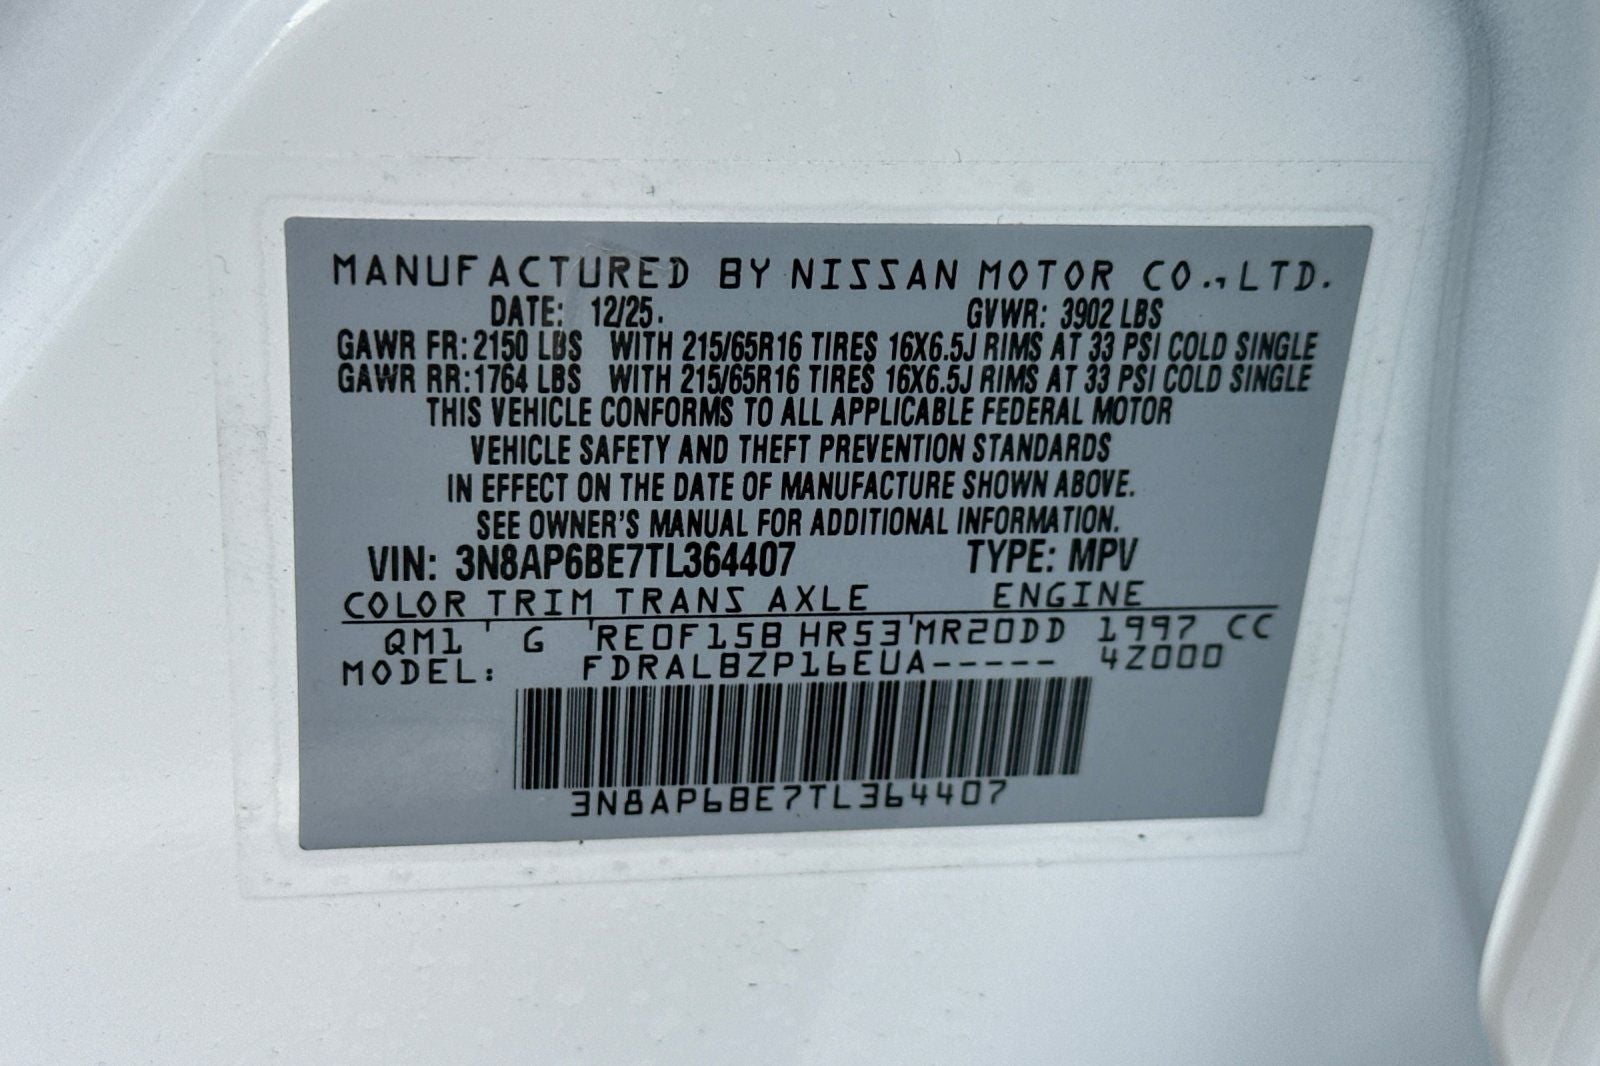 MANUFACTURED BY NISSAN MOTOR CO., LTD.
DATE: 12/25. GVWR: 3902 LBS
GAWR FR: 2150 LBS WITH 215/65R16 TIRES 16X6.5J RIMS AT 33 PSI COLD SINGLE
GAWR RR: 1764 LBS WITH 215/65R16 TIRES 16X6.5J RIMS AT 33 PSI COLD SINGLE
THIS VEHICLE CONFORMS TO ALL APPLICABLE FEDERAL MOTOR
VEHICLE SAFETY AND THEFT PREVENTION STANDARDS
IN EFFECT ON THE DATE OF MANUFACTURE SHOWN ABOVE.
SEE OWNER'S MANUAL FOR ADDITIONAL INFORMATION.
VIN: 3N8AP6BE7TL364407 TYPE: MPV
COLOR TRIM TRANS AXLE ENGINE
QM1 ' G 'RE0F15B HR53'MR20DD 1997 CC
MODEL: FDRALBZP16EUA----- 4Z000
3N8AP6BE7TL364407